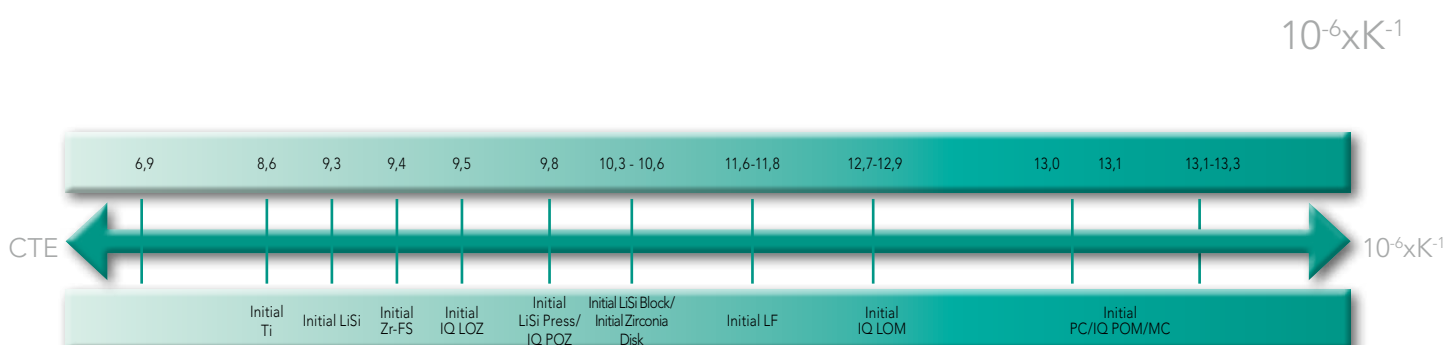 10⁻⁶xK⁻¹
6,9 8,6 9,3 9,4 9,5 9,8 10,3 - 10,6 11,6-11,8 12,7-12,9 13,0 13,1 13,1-13,3
CTE 10⁻⁶xK⁻¹
Initial
Ti
Initial LiSi
Initial
Zr-FS
Initial
IQ LOZ
Initial
LiSi Press/
IQ POZ
Initial LiSi Block/
Initial Zirconia
Disk
Initial LF
Initial
IQ LOM
Initial
PC/IQ POM/MC